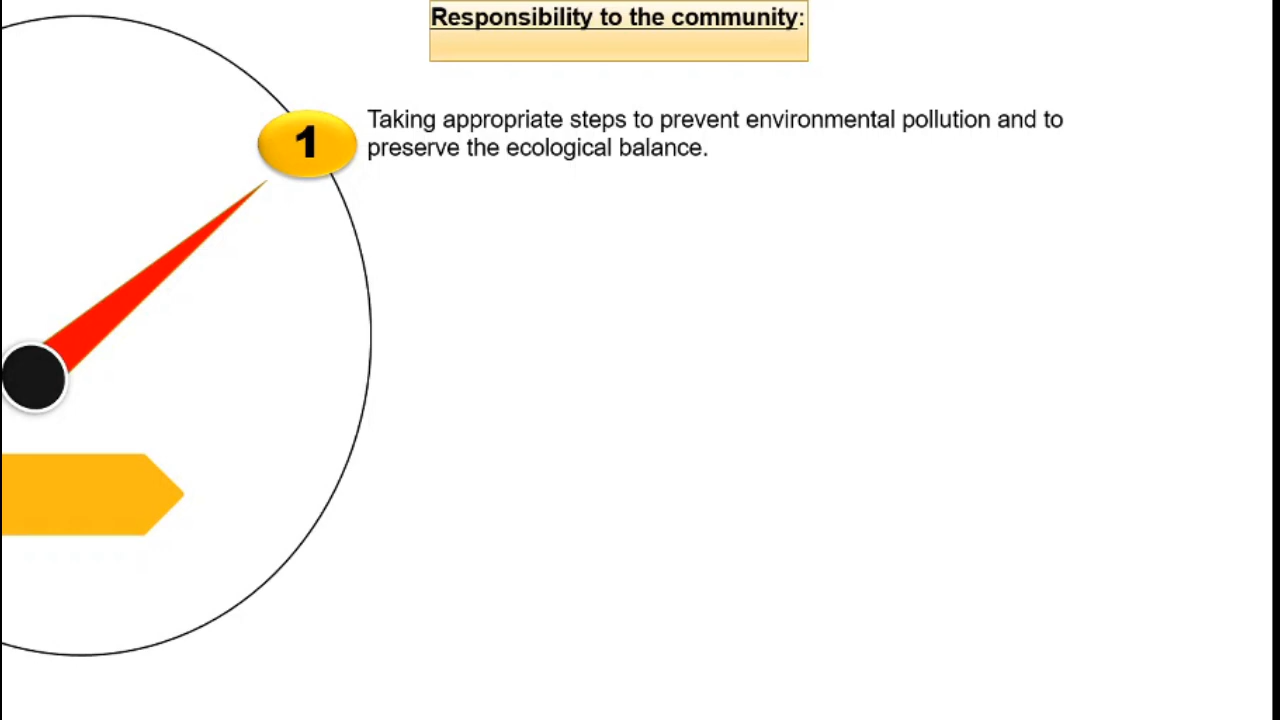 Responsibility to the community:
1
Taking appropriate steps to prevent environmental pollution and to
preserve the ecological balance.